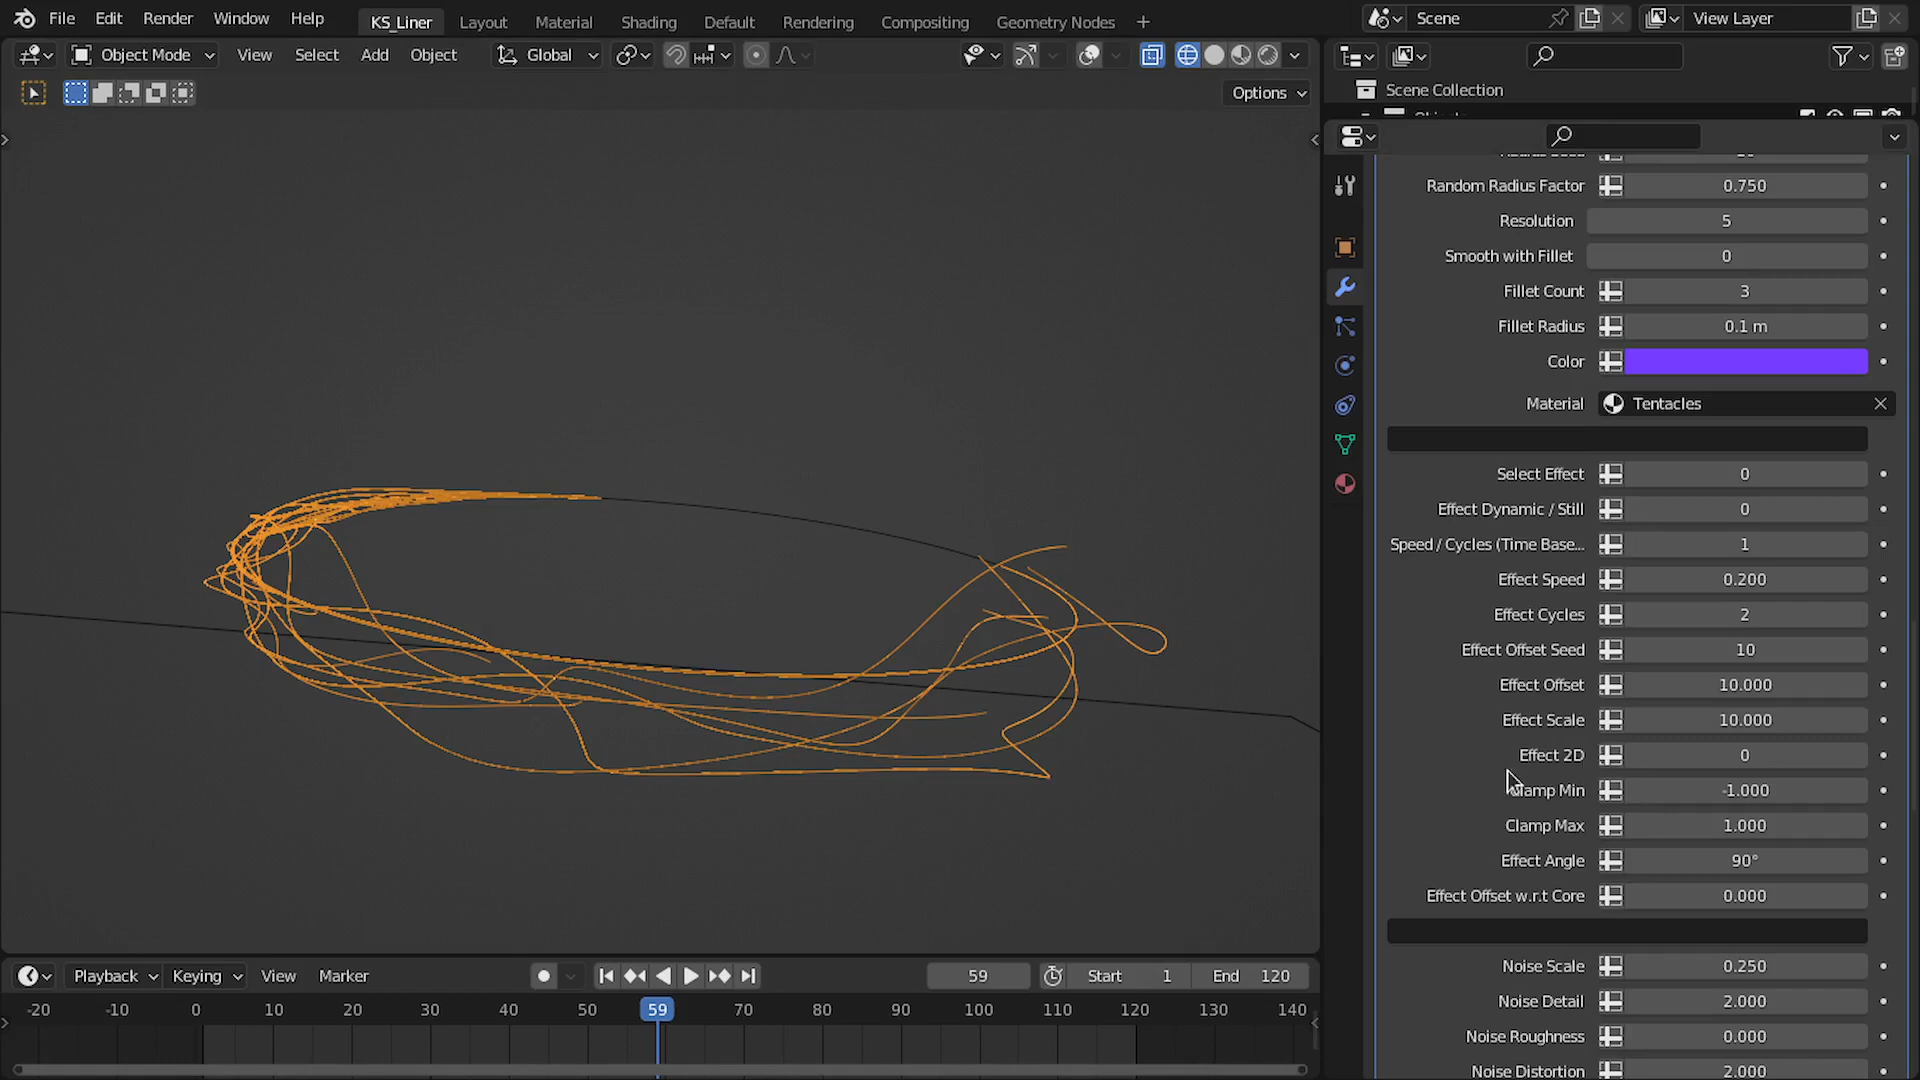 File Edit Render Window Help KS_Liner Layout Material Shading Default Rendering Compositing Geometry Nodes + Scene View Layer
Object Mode View Select Add Object Global
Options
Scene Collection
Random Radius Factor 0.750
Resolution 5
Smooth with Fillet 0
Fillet Count 3
Fillet Radius 0.1 m
Color
Material Tentacles
Select Effect 0
Effect Dynamic / Still 0
Speed / Cycles (Time Base... 1
Effect Speed 0.200
Effect Cycles 2
Effect Offset Seed 10
Effect Offset 10.000
Effect Scale 10.000
Effect 2D 0
Clamp Min -1.000
Clamp Max 1.000
Effect Angle 90°
Effect Offset w.r.t Core 0.000
Noise Scale 0.250
Noise Detail 2.000
Noise Roughness 0.000
Noise Distortion 2.000
Playback Keying View Marker 59 Start 1 End 120
-20 -10 0 10 20 30 40 50 59 70 80 90 100 110 120 130 140